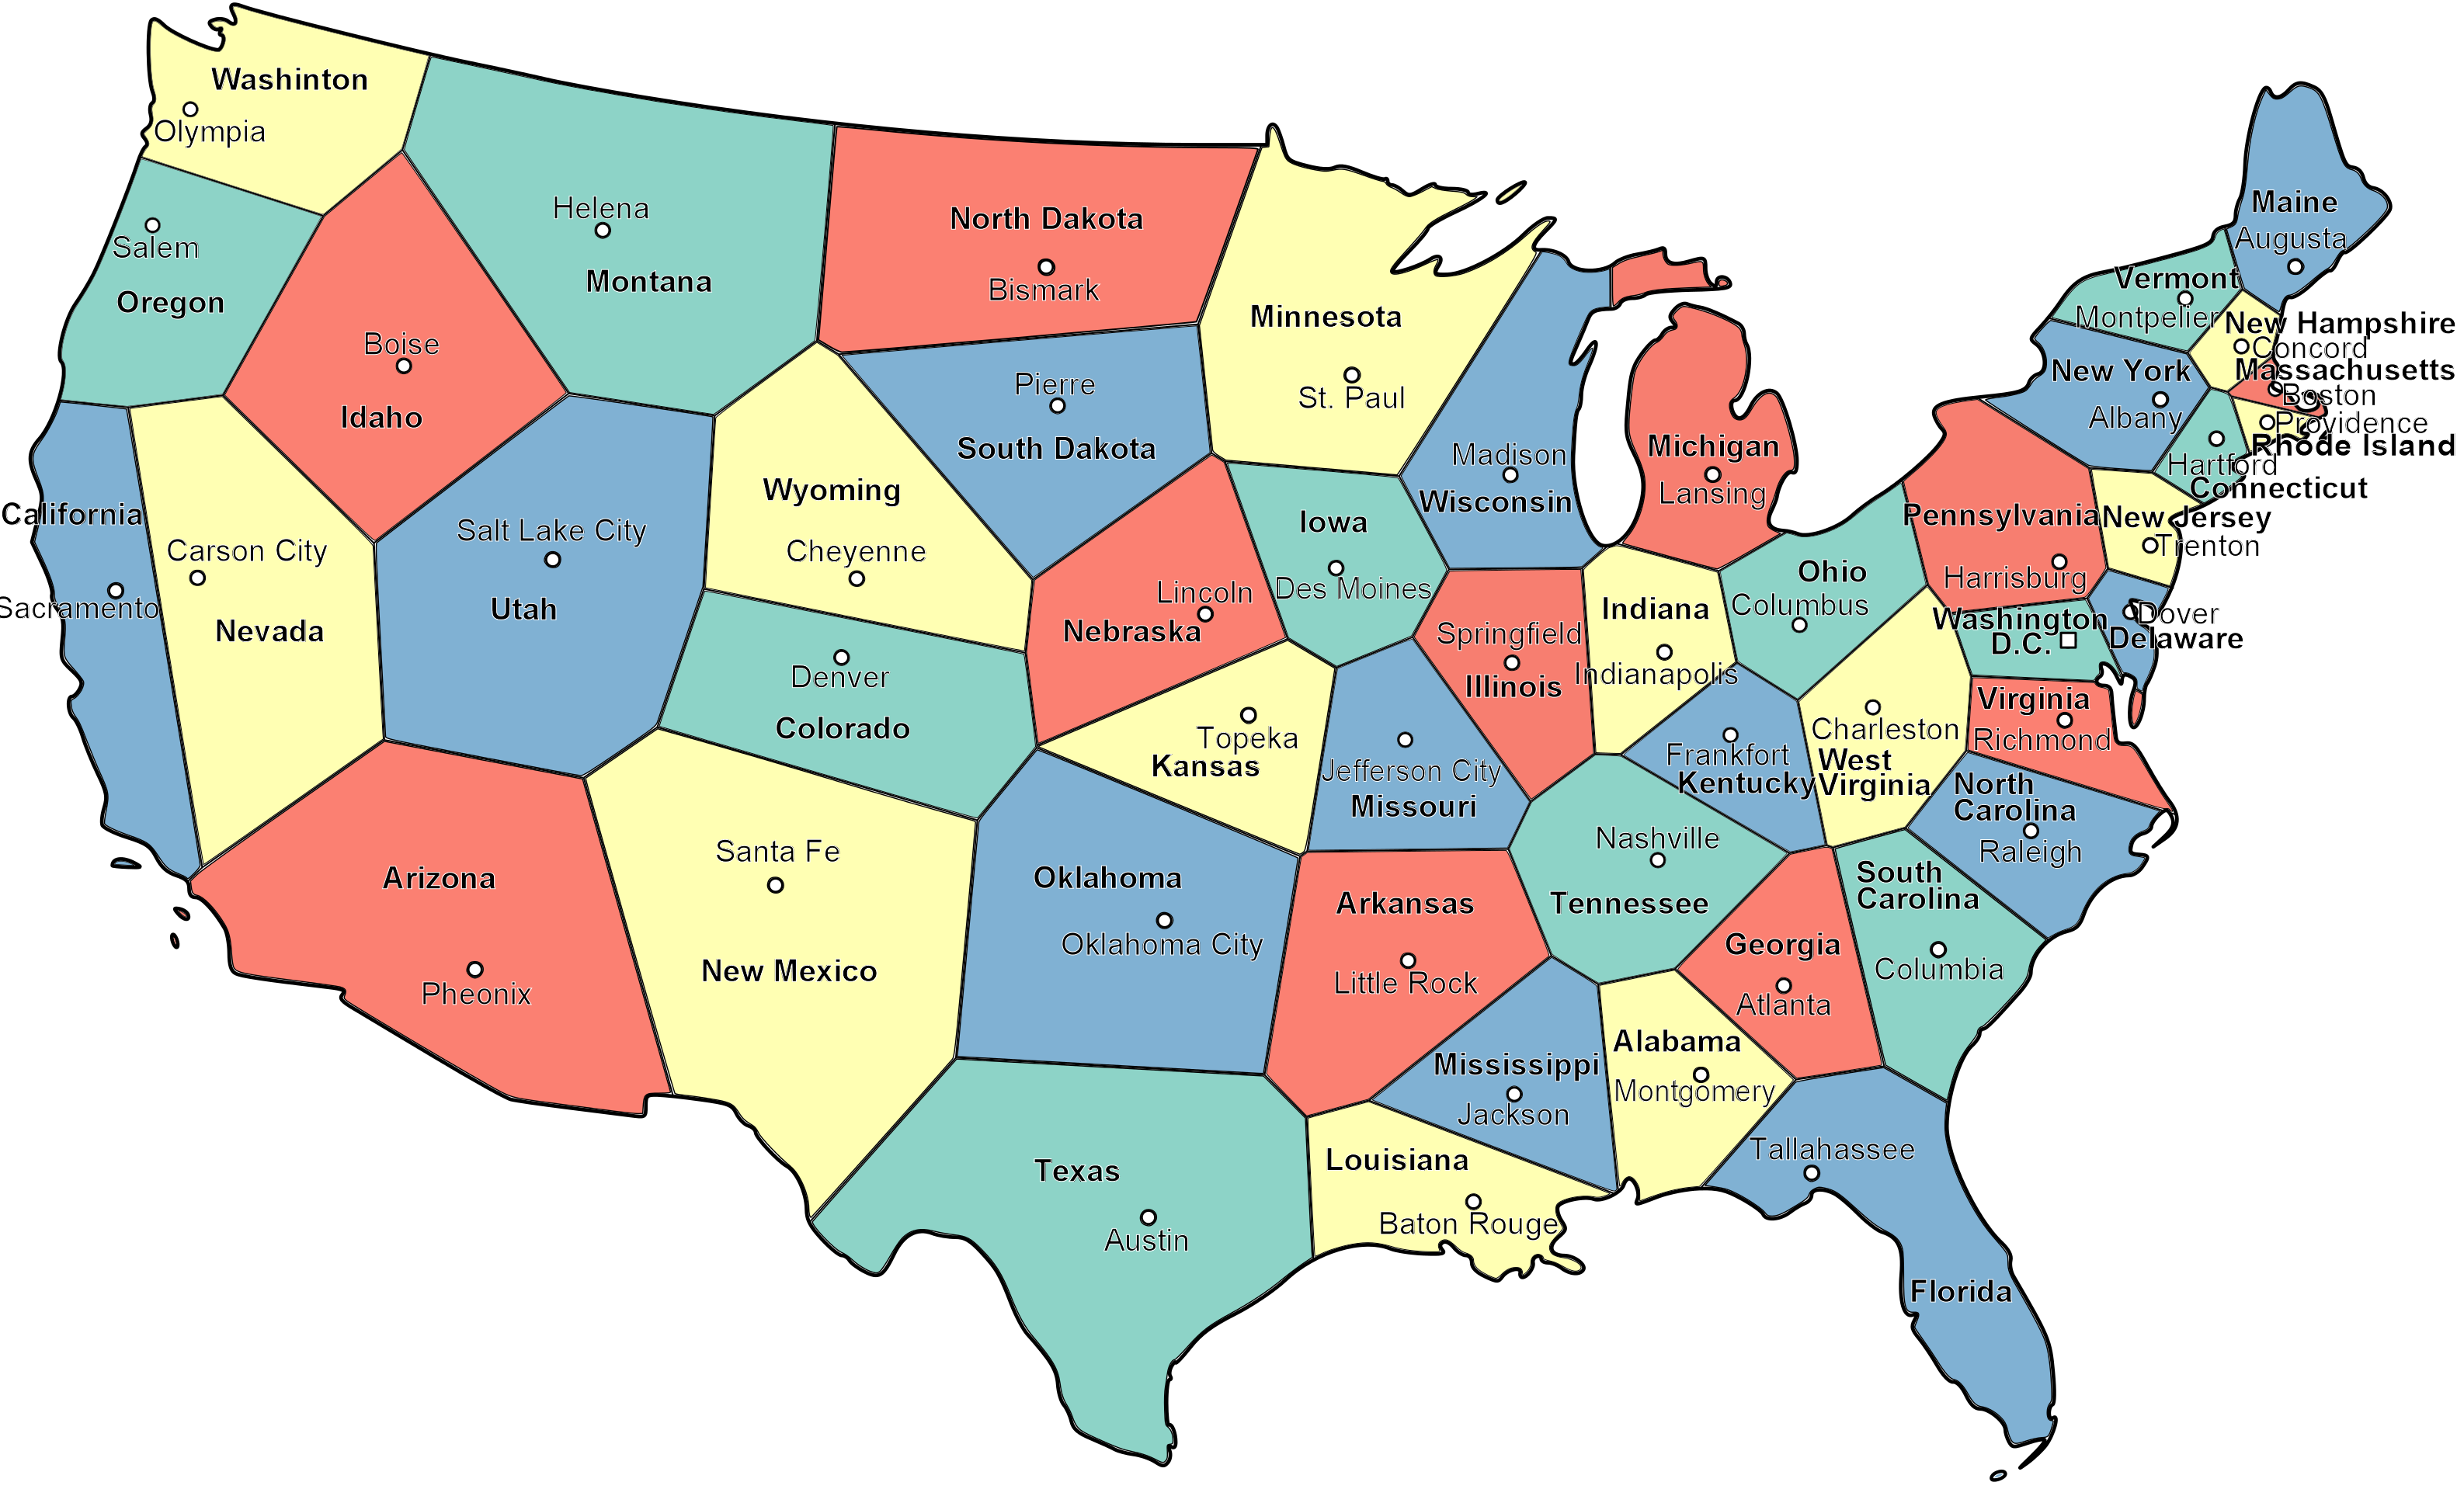 Washinton
Olympia
Salem
Oregon
Helena
Montana
Boise
Idaho
North Dakota
Bismark
Pierre
South Dakota
Minnesota
St. Paul
Madison
Wisconsin
Michigan
Lansing
Maine
Augusta
Vermont
Montpelier
New Hampshire
Concord
Massachusetts
Boston
New York
Albany
Providence
Rhode Island
Hartford
Connecticut
California
Sacramento
Carson City
Nevada
Salt Lake City
Utah
Wyoming
Cheyenne
Lincoln
Nebraska
Iowa
Des Moines
Springfield
Illinois
Indiana
Indianapolis
Ohio
Columbus
Pennsylvania
Harrisburg
New Jersey
Trenton
Washington
D.C.
Dover
Delaware
Virginia
Richmond
Denver
Colorado
Topeka
Kansas
Jefferson City
Missouri
Frankfort
Kentucky
Charleston
West
Virginia
North
Carolina
Raleigh
Arizona
Pheonix
Santa Fe
New Mexico
Oklahoma
Oklahoma City
Arkansas
Little Rock
Nashville
Tennessee
Georgia
Atlanta
South
Carolina
Columbia
Mississippi
Jackson
Alabama
Montgomery
Texas
Austin
Louisiana
Baton Rouge
Tallahassee
Florida